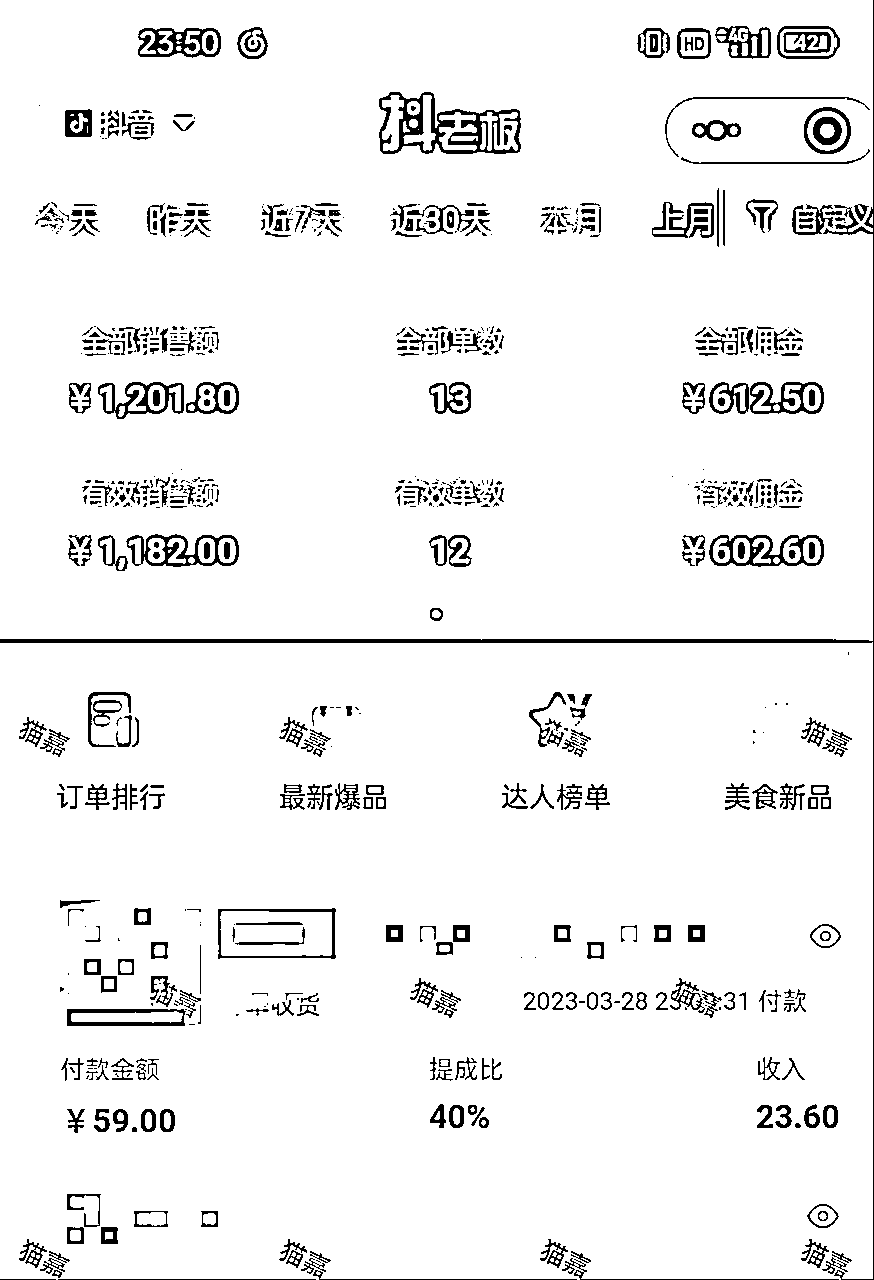 23:50 HD 4G 42
抖音 抖老板
今天 昨天 近7天 近30天 本月 上月 自定义
全部销售额 全部单数 全部佣金
¥1,201.80 13 ¥612.50
有效销售额 有效单数 有效佣金
¥1,182.00 12 ¥602.60
猫嘉 猫嘉 猫嘉 猫嘉
订单排行 最新爆品 达人榜单 美食新品
猫嘉 猫嘉 猫嘉
收货 2023-03-28 :31 付款
付款金额 提成比 收入
¥59.00 40% 23.60
猫嘉 猫嘉 猫嘉 猫嘉